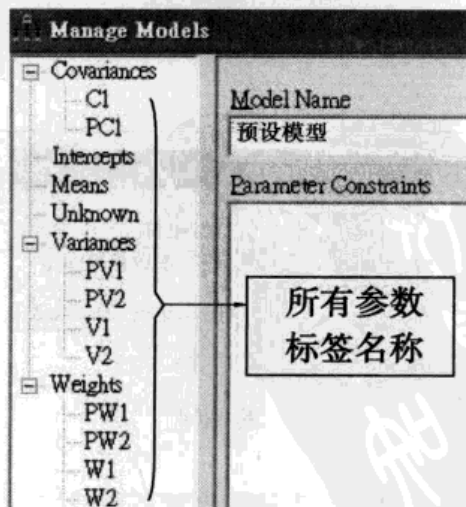 Manage Models
Covariances
C1
PC1
Intercepts
Means
Unknown
Variances
PV1
PV2
V1
V2
Weights
PW1
PW2
W1
W2
Model Name
预设模型
Parameter Constraints
所有参数
标签名称